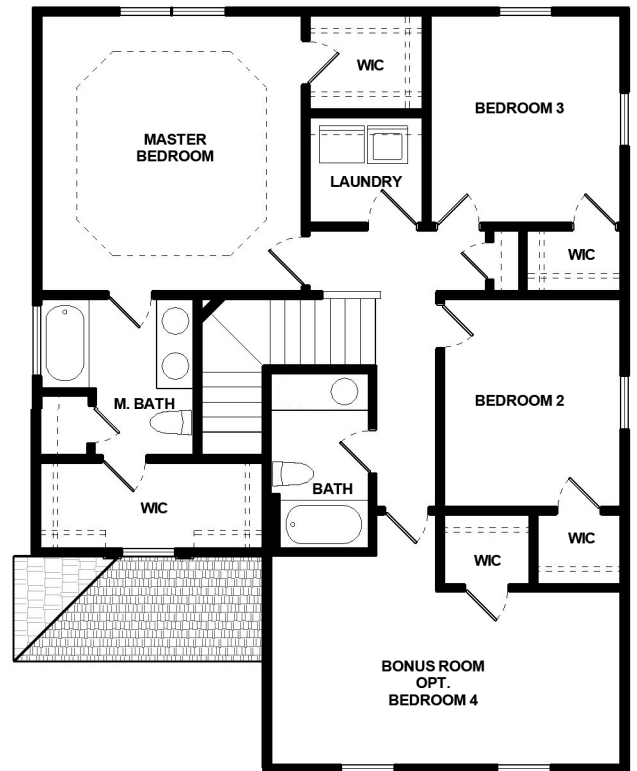 WIC
BEDROOM 3
MASTER
BEDROOM
LAUNDRY
WIC
M. BATH
BEDROOM 2
BATH
WIC
WIC
WIC
BONUS ROOM
OPT.
BEDROOM 4